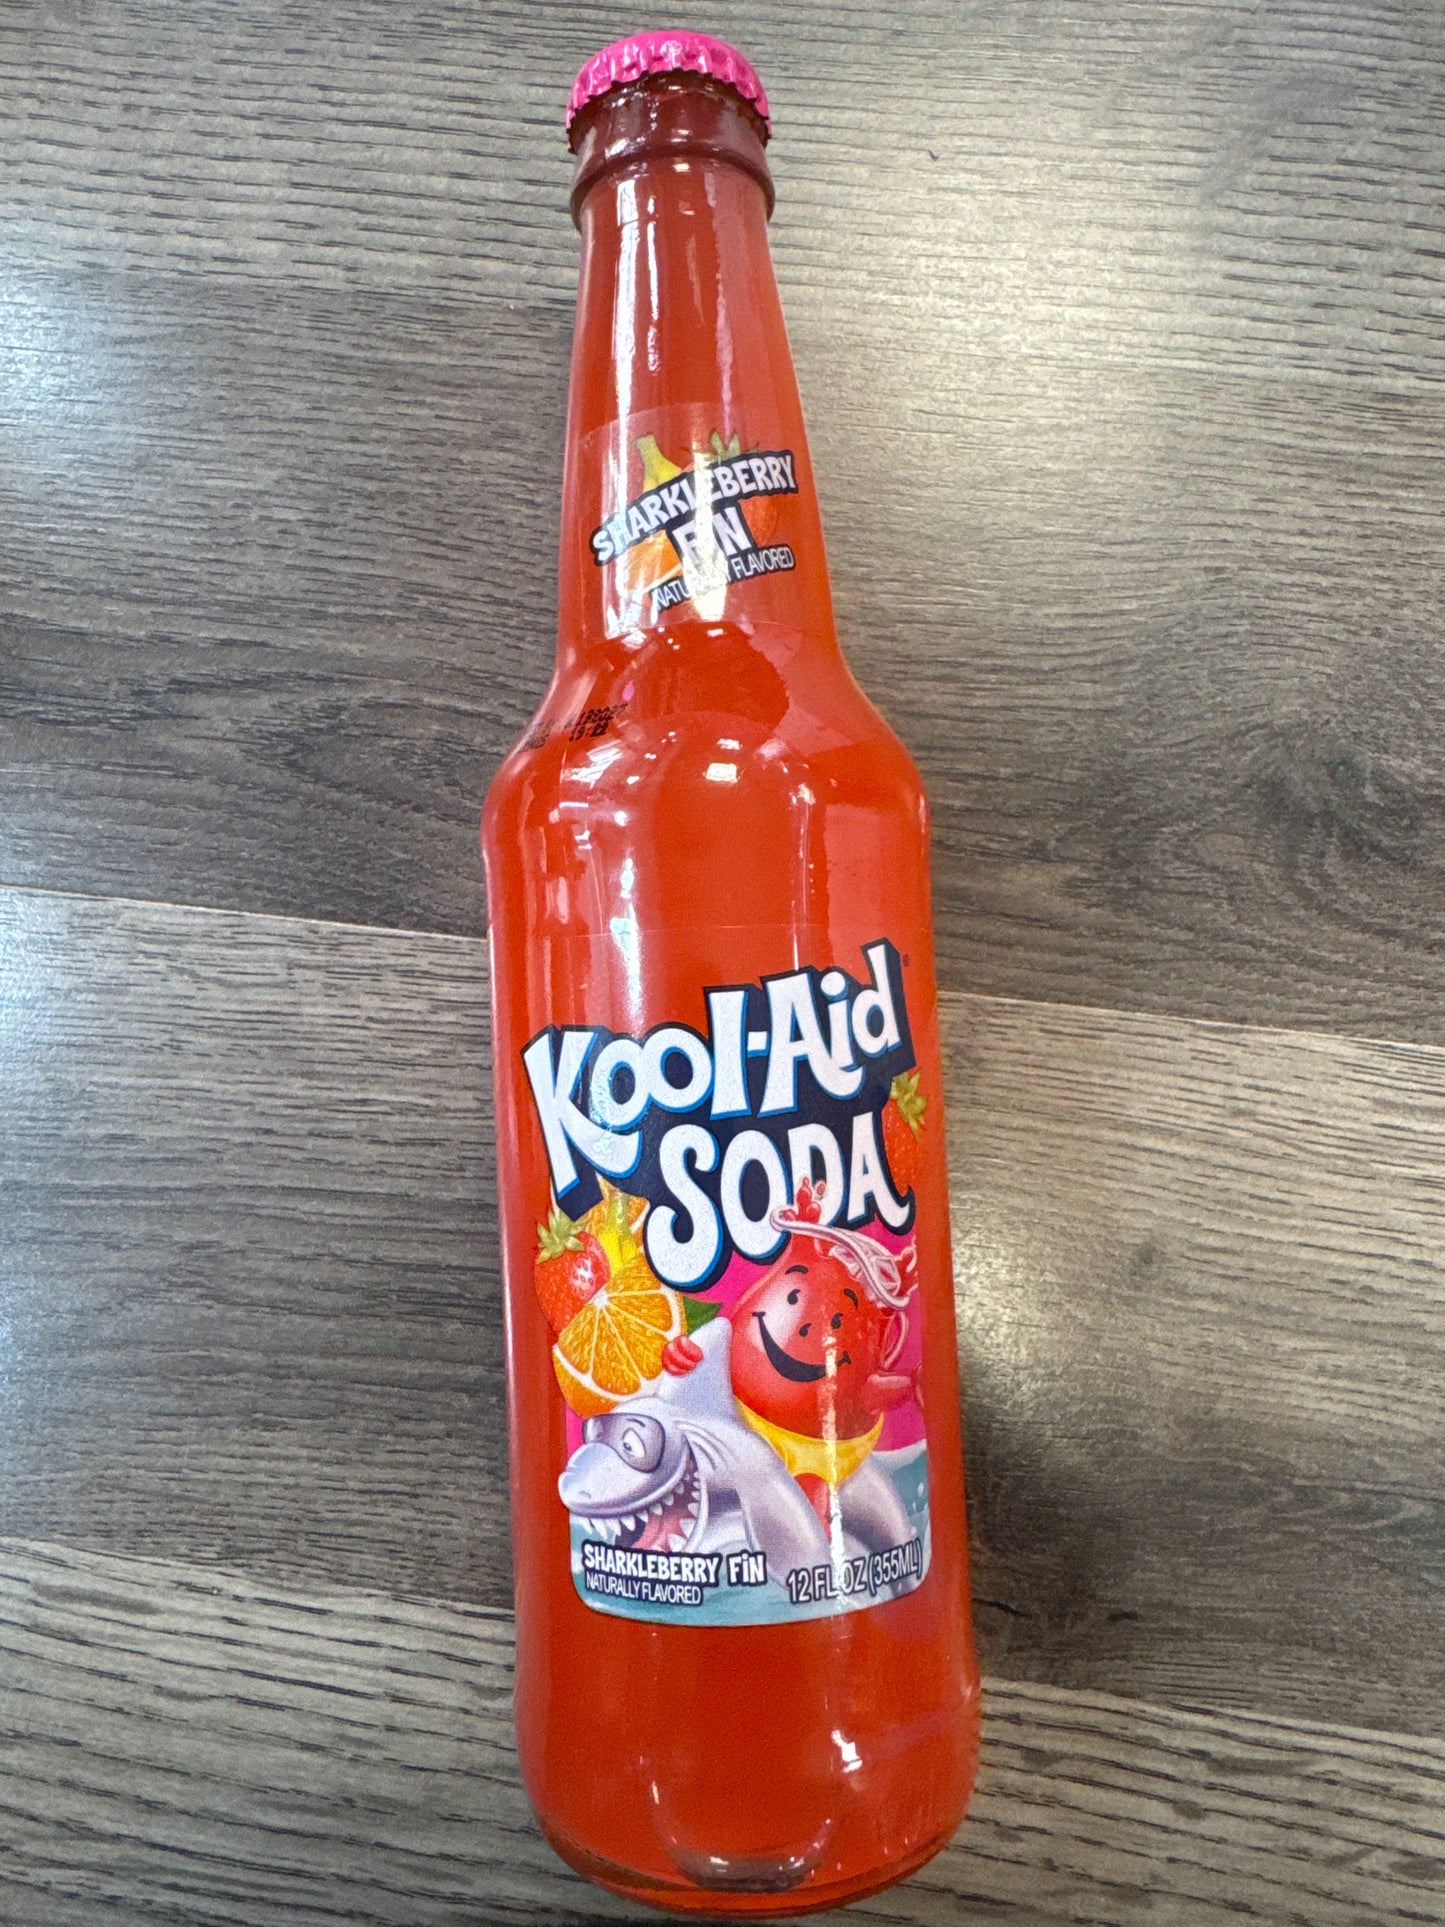 SHARKLEBERRY
FIN
NATURALLY FLAVORED
Kool-Aid®
SODA
SHARKLEBERRY FiN
NATURALLY FLAVORED
12 FL OZ (355ML)